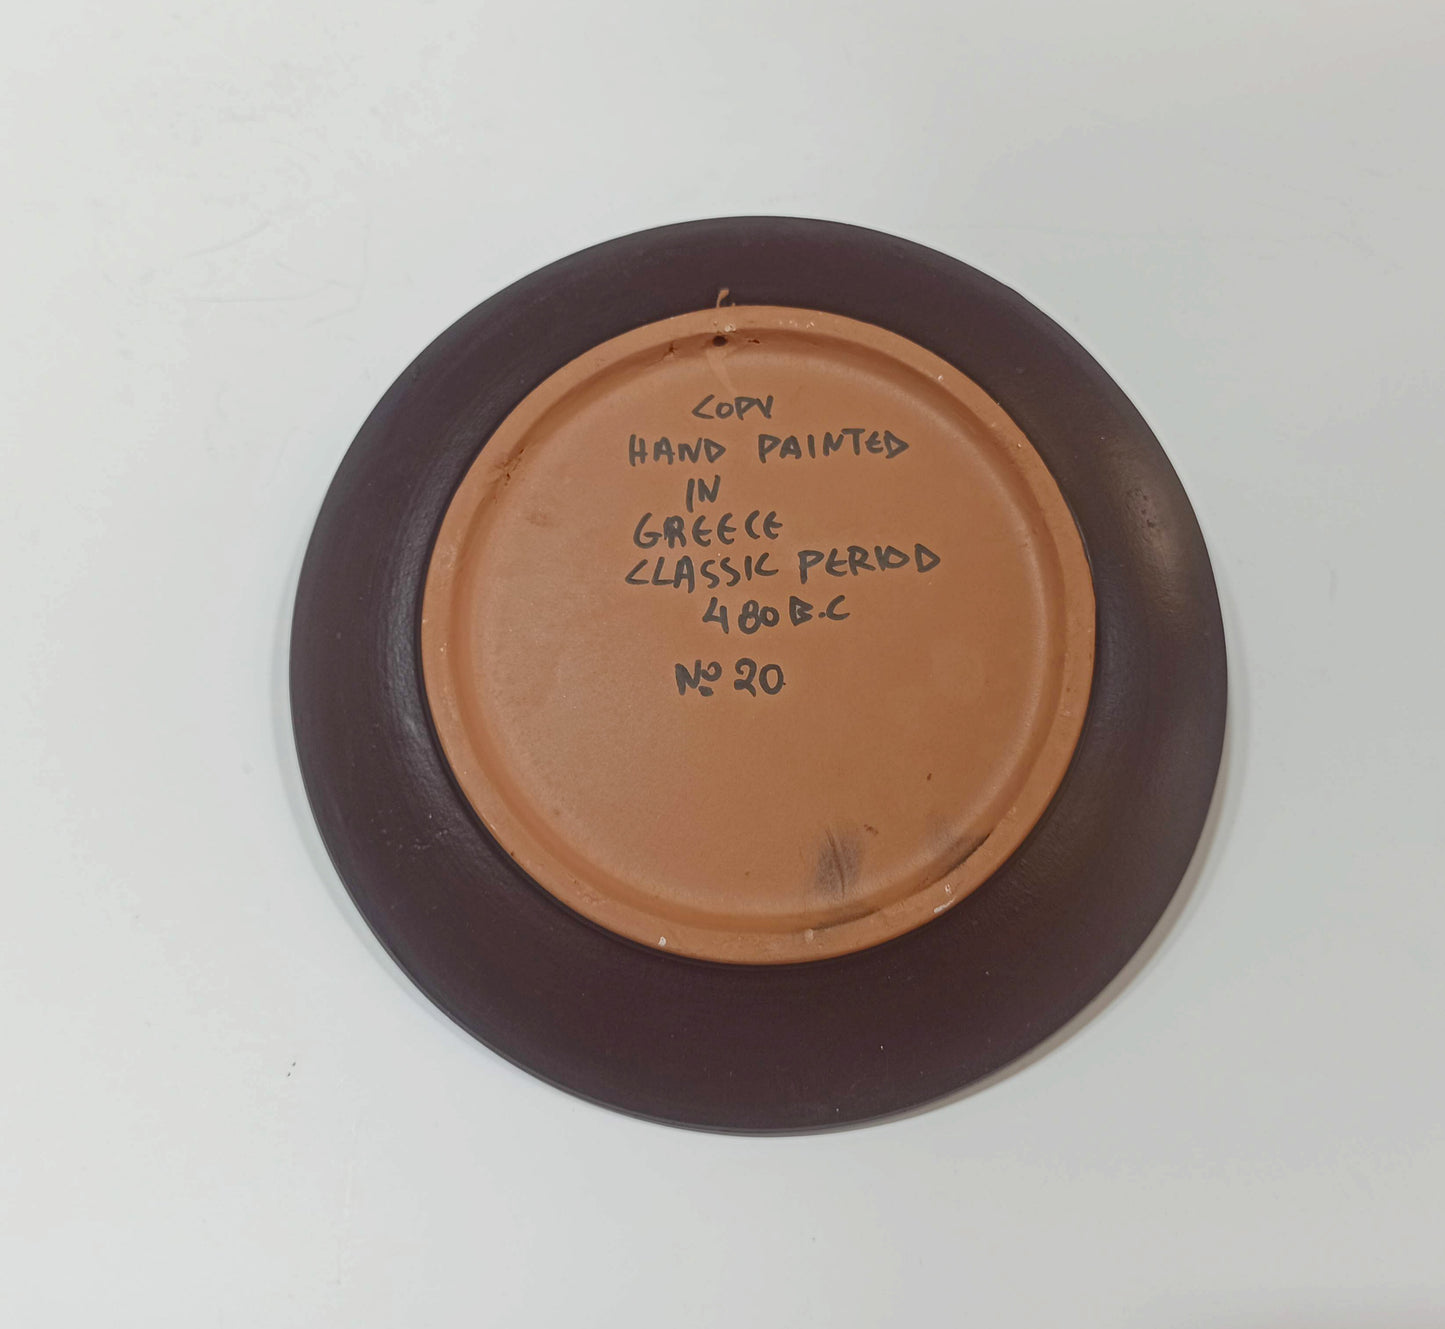 COPY
HAND PAINTED
IN
GREECE
CLASSIC PERIOD
480 B.C
Nº 20